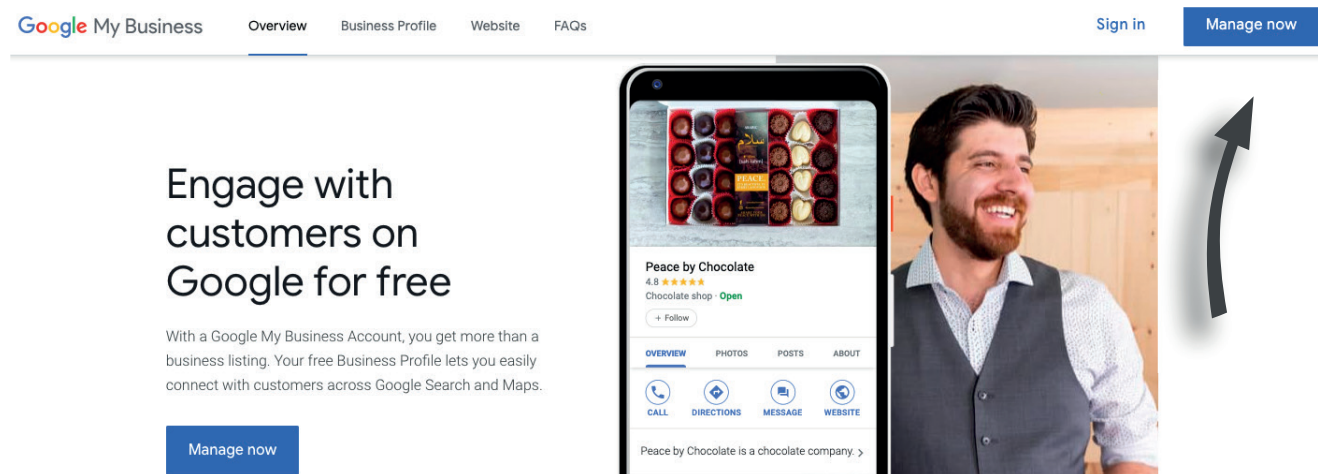 Google My Business Overview Business Profile Website FAQs Sign in Manage now
Engage with
customers on
Google for free
With a Google My Business Account, you get more than a
business listing. Your free Business Profile lets you easily
connect with customers across Google Search and Maps.
Manage now
سلام
PEACE
Peace by Chocolate
4.8
Chocolate shop · Open
+ Follow
OVERVIEW PHOTOS POSTS ABOUT
CALL DIRECTIONS MESSAGE WEBSITE
Peace by Chocolate is a chocolate company.